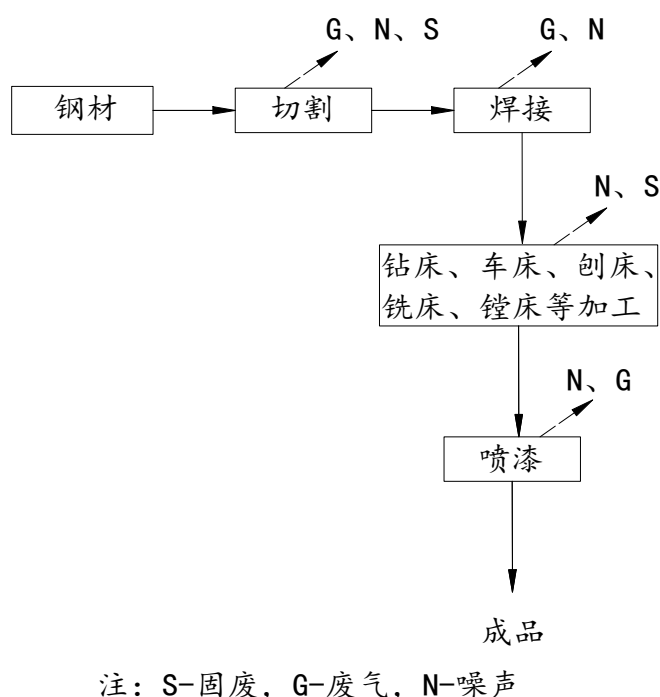 G、N、S
G、N
钢材
切割
焊接
N、S
钻床、车床、刨床、
铣床、镗床等加工
N、G
喷漆
成品
注: S-固废, G-废气, N-噪声